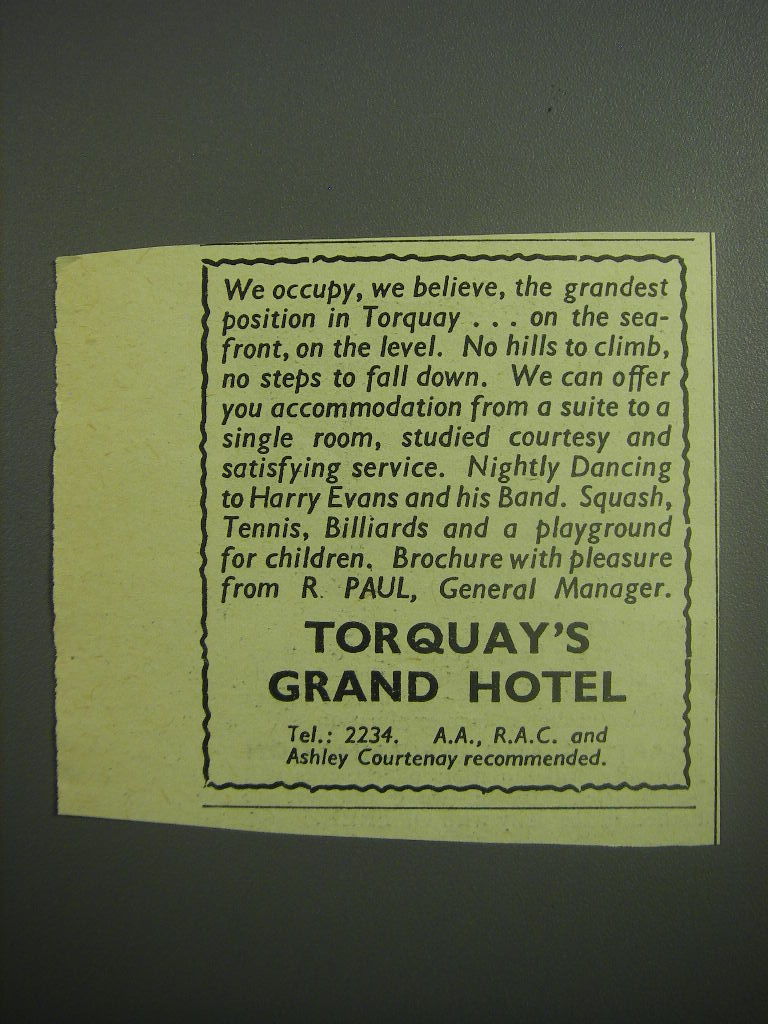 We occupy, we believe, the grandest
position in Torquay . . . on the sea-
front, on the level. No hills to climb,
no steps to fall down. We can offer
you accommodation from a suite to a
single room, studied courtesy and
satisfying service. Nightly Dancing
to Harry Evans and his Band. Squash,
Tennis, Billiards and a playground
for children. Brochure with pleasure
from R. PAUL, General Manager.
TORQUAY'S
GRAND HOTEL
Tel.: 2234. A.A., R.A.C. and
Ashley Courtenay recommended.